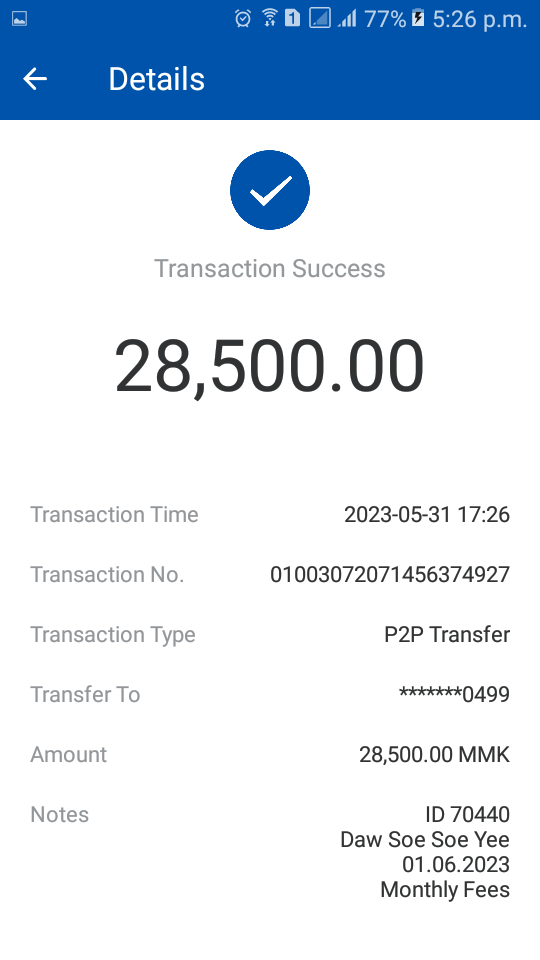 77% 5:26 p.m.
Details
Transaction Success
28,500.00
Transaction Time 2023-05-31 17:26
Transaction No. 01003072071456374927
Transaction Type P2P Transfer
Transfer To *******0499
Amount 28,500.00 MMK
Notes ID 70440
Daw Soe Soe Yee
01.06.2023
Monthly Fees